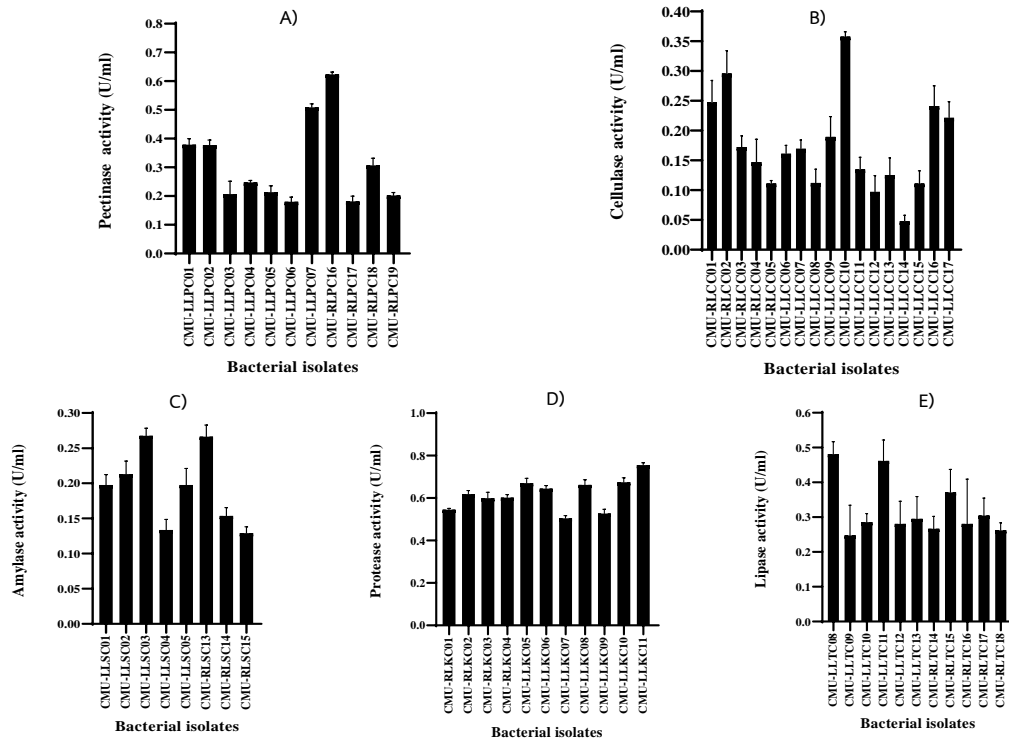 A)
Pectinase activity (U/ml)
0.8
0.7
0.6
0.5
0.4
0.3
0.2
0.1
0.0
CMU-LLPC01
CMU-LLPC02
CMU-LLPC03
CMU-LLPC04
CMU-LLPC05
CMU-LLPC06
CMU-LLPC07
CMU-RLPC16
CMU-RLPC17
CMU-RLPC18
CMU-RLPC19
Bacterial isolates
B)
Cellulase activity (U/ml)
0.40
0.35
0.30
0.25
0.20
0.15
0.10
0.05
0.00
CMU-RLCC01
CMU-RLCC02
CMU-RLCC03
CMU-RLCC04
CMU-RLCC05
CMU-LLCC06
CMU-LLCC07
CMU-LLCC08
CMU-LLCC09
CMU-LLCC10
CMU-LLCC11
CMU-LLCC12
CMU-LLCC13
CMU-LLCC14
CMU-LLCC15
CMU-LLCC16
CMU-LLCC17
Bacterial isolates
C)
Amylase activity (U/ml)
0.30
0.25
0.20
0.15
0.10
0.05
0.00
CMU-LLSC01
CMU-LLSC02
CMU-LLSC03
CMU-LLSC04
CMU-LLSC05
CMU-RLSC13
CMU-RLSC14
CMU-RLSC15
Bacterial isolates
D)
Protease activity (U/ml)
1.0
0.8
0.6
0.4
0.2
0.0
CMU-RLKC01
CMU-RLKC02
CMU-RLKC03
CMU-RLKC04
CMU-LLKC05
CMU-LLKC06
CMU-LLKC07
CMU-LLKC08
CMU-LLKC09
CMU-LLKC10
CMU-LLKC11
Bacterial isolates
E)
Lipase activity (U/ml)
0.6
0.5
0.4
0.3
0.2
0.1
0.0
CMU-LLTC08
CMU-LLTC09
CMU-LLTC10
CMU-LLTC11
CMU-LLTC12
CMU-LLTC13
CMU-RLTC14
CMU-RLTC15
CMU-RLTC16
CMU-RLTC17
CMU-RLTC18
Bacterial isolates